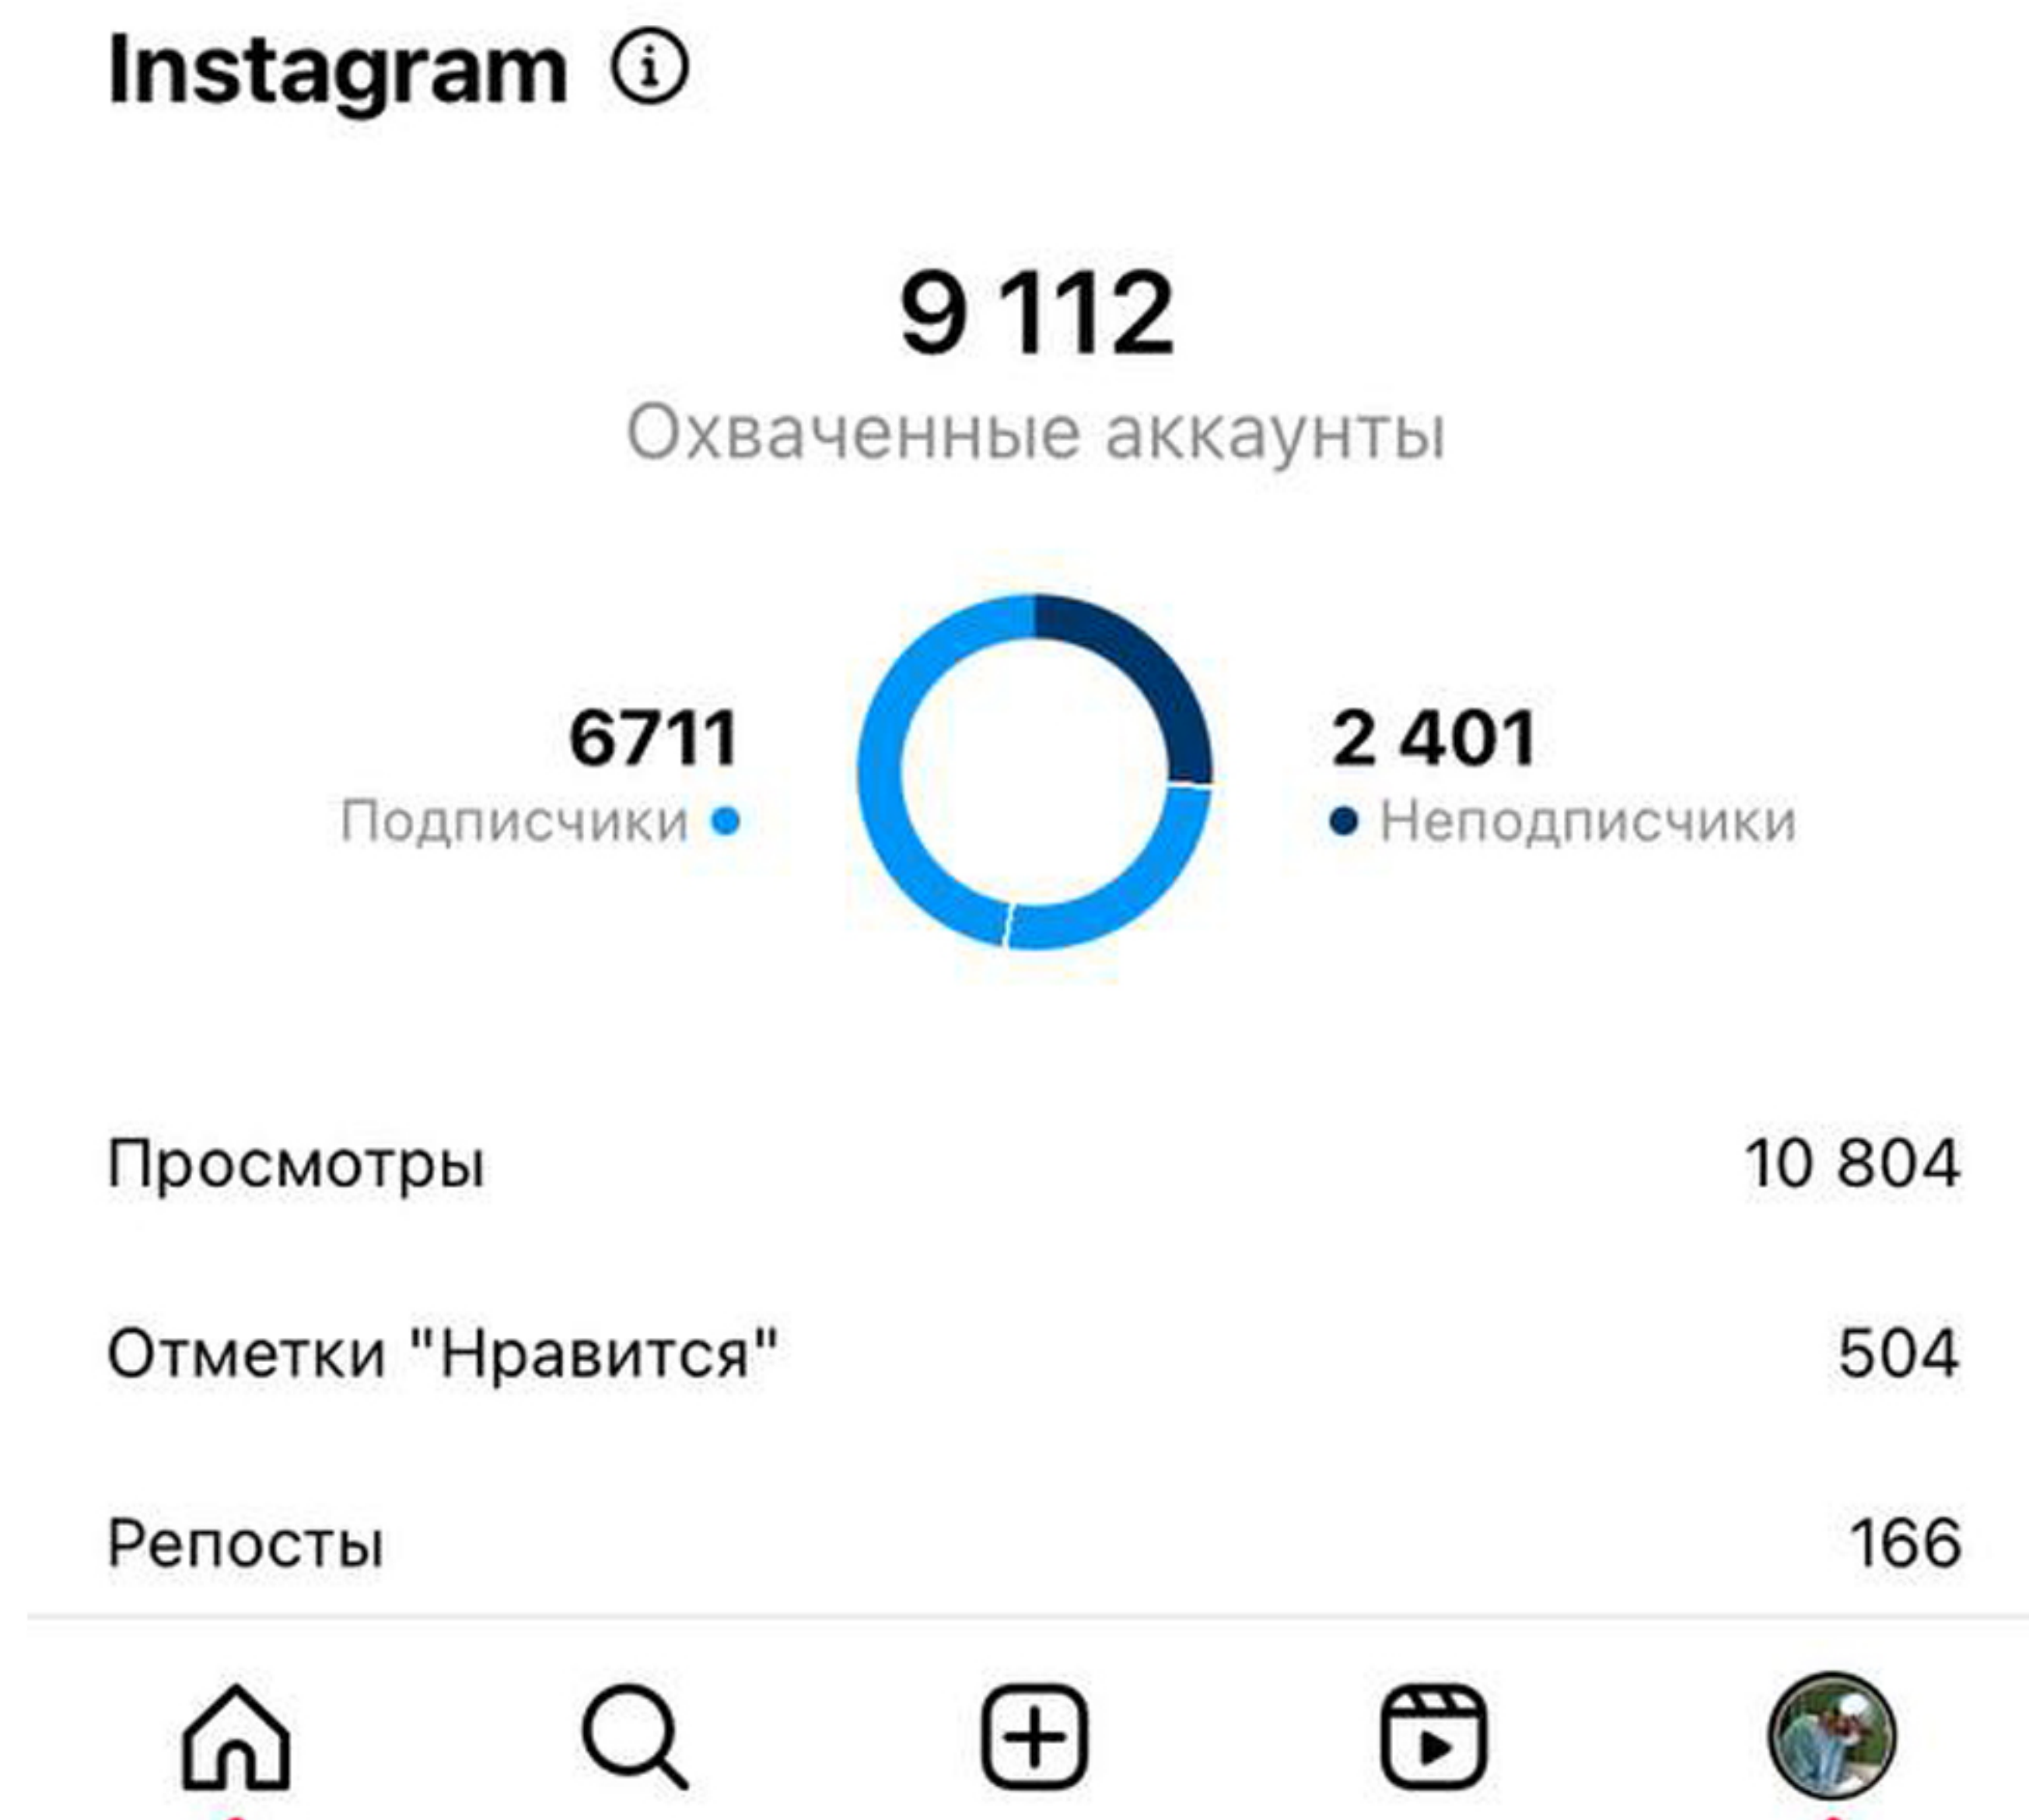 Instagram
9 112
Охваченные аккаунты
6711
Подписчики
2 401
Неподписчики
Просмотры 10 804
Отметки "Нравится" 504
Репосты 166